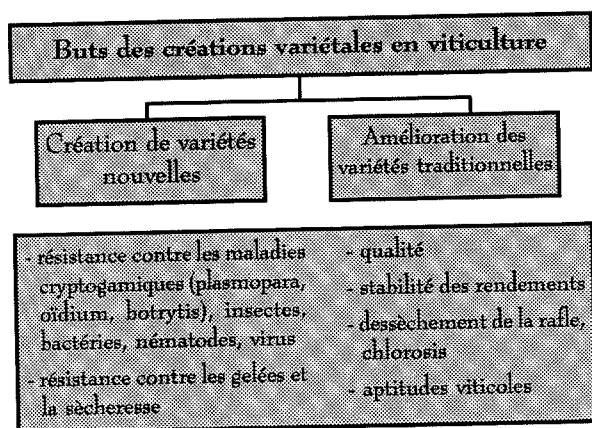 Buts des créations variétales en viticulture
Création de variétés
nouvelles
Amélioration des
variétés traditionnelles
- résistance contre les maladies
cryptogamiques (plasmopara,
oïdium, botrytis), insectes,
bactéries, nématodes, virus
- résistance contre les gelées et
la sècheresse
- qualité
- stabilité des rendements
- dessèchement de la rafle,
chlorosis
- aptitudes viticoles